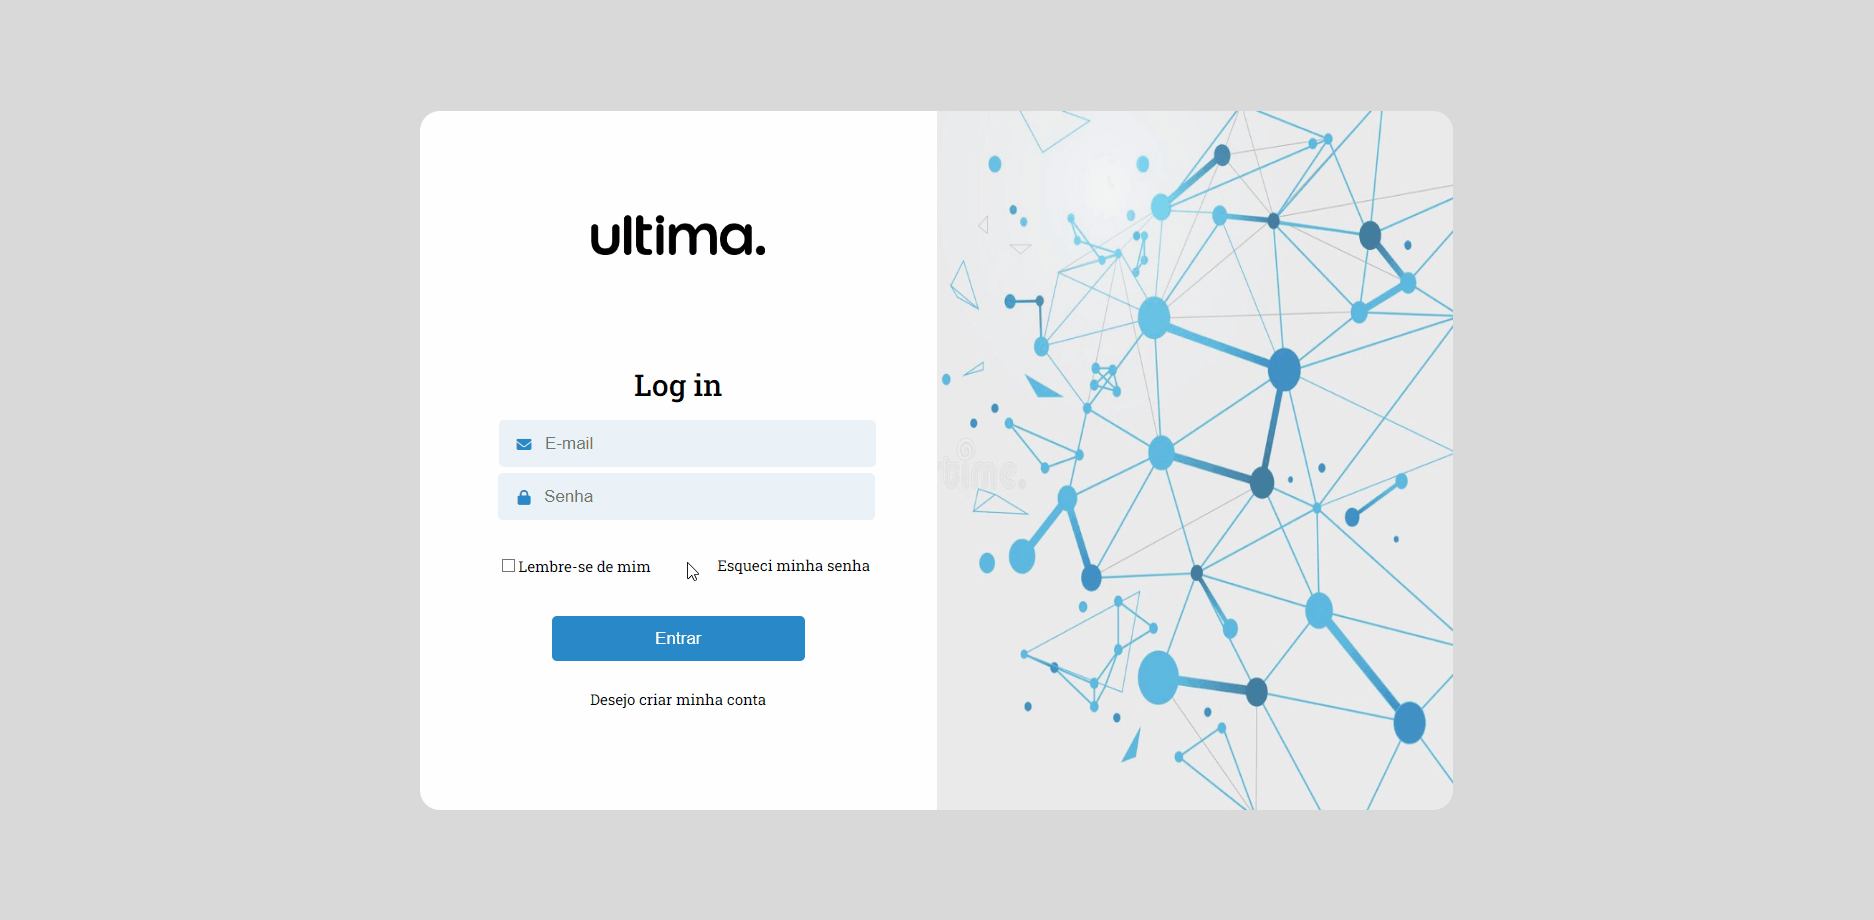 ultima.
Log in
E-mail
Senha
Lembre-se de mim
Esqueci minha senha
Entrar
Desejo criar minha conta